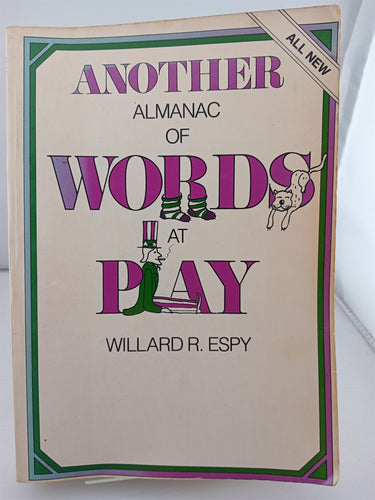 ALL NEW
ANOTHER
ALMANAC
OF
WORDS
AT
PLAY
WILLARD R. ESPY